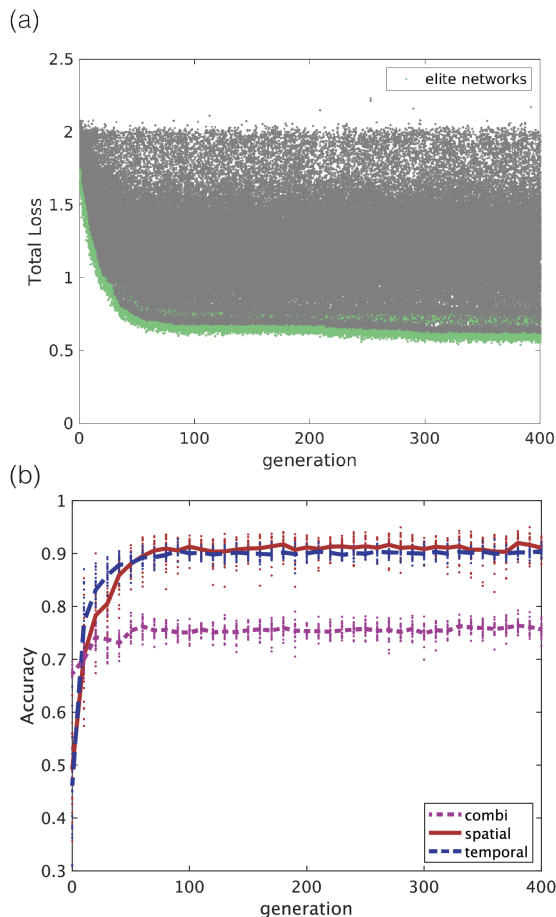 (a)
2.5
2
1.5
1
0.5
0
Total Loss
elite networks
0 100 200 300 400
generation
(b)
1
0.9
0.8
0.7
0.6
0.5
0.4
0.3
Accuracy
combi
spatial
temporal
0 100 200 300 400
generation